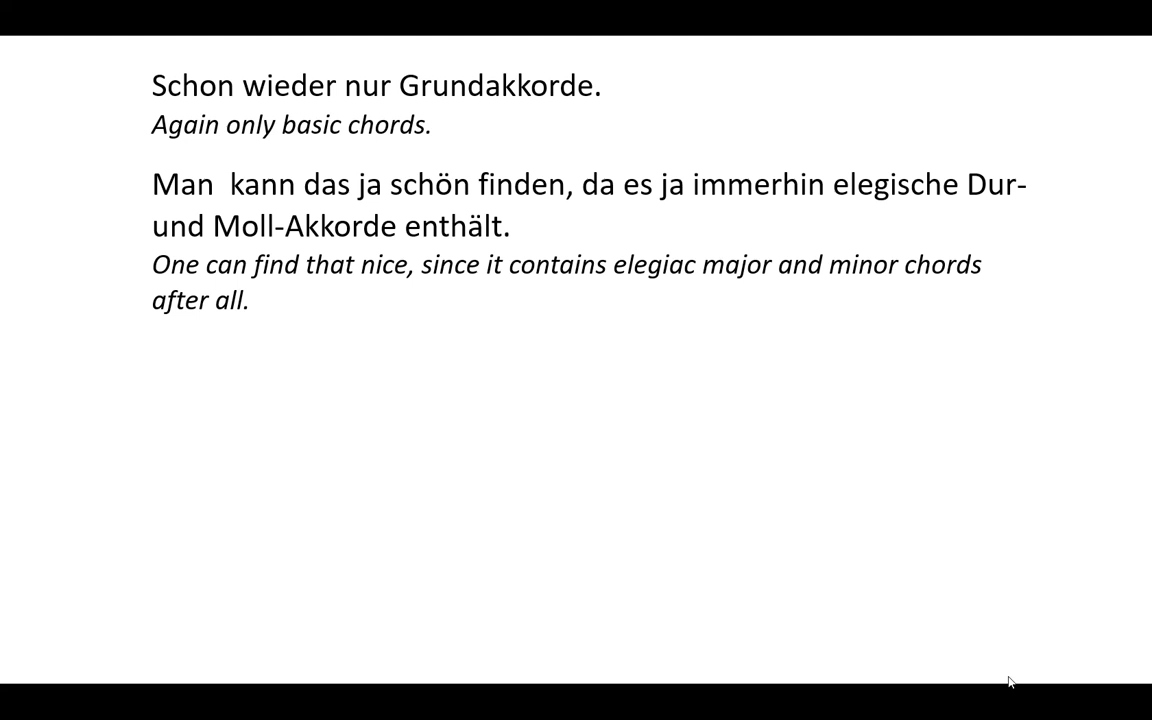 Schon wieder nur Grundakkorde.
Again only basic chords.
Man  kann das ja schön finden, da es ja immerhin elegische Dur-
und Moll-Akkorde enthält.
One can find that nice, since it contains elegiac major and minor chords
after all.